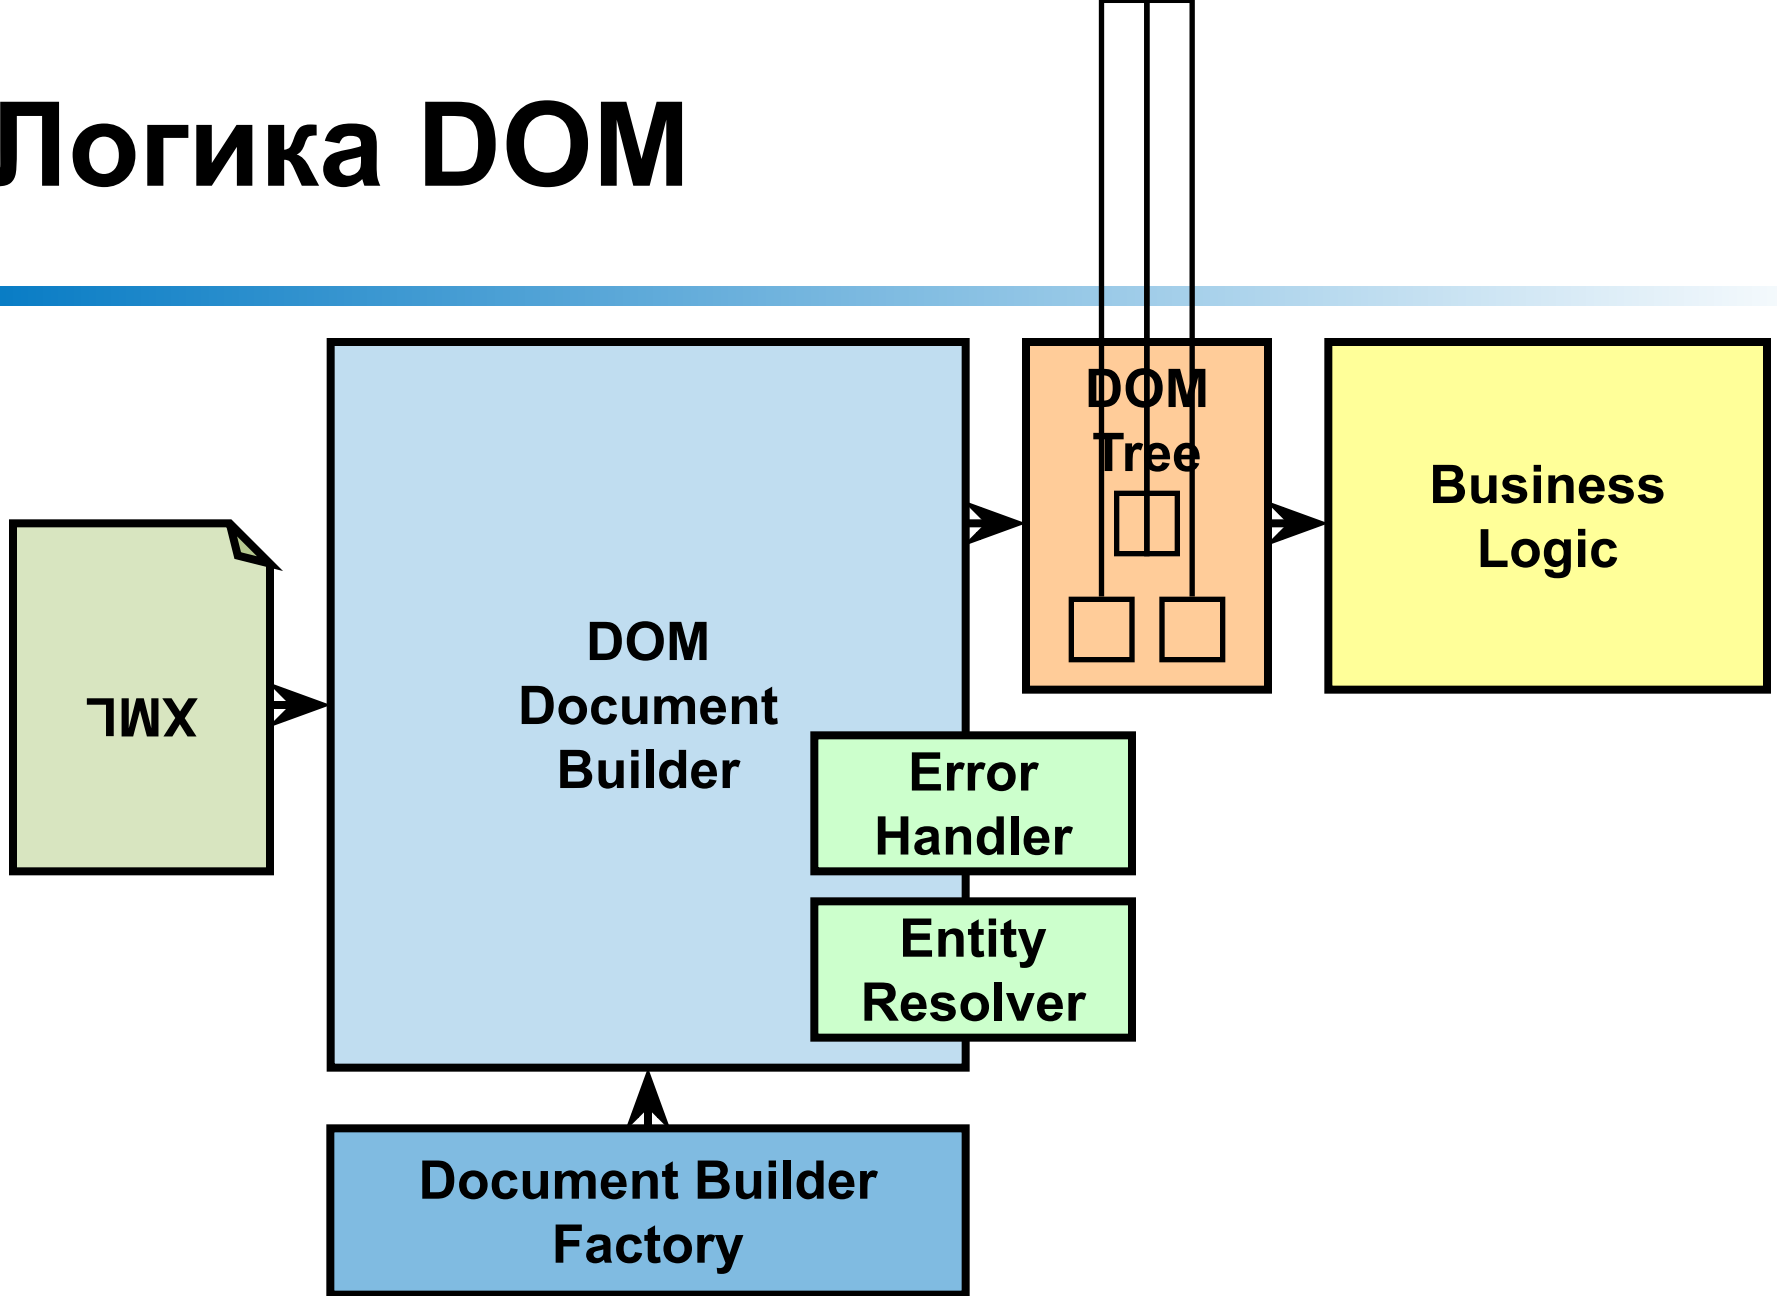 Логика DOM
XML
DOM
Document
Builder
DOM
Tree
Business
Logic
Error
Handler
Entity
Resolver
Document Builder
Factory